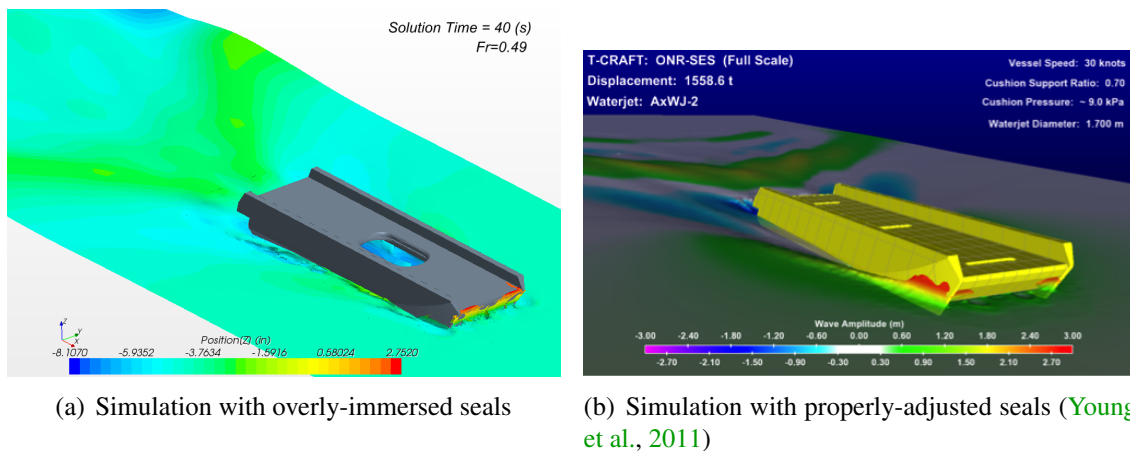 Solution Time = 40 (s)
Fr=0.49
Z
Y
X
Position(Z) (in)
-8.1070 -5.9352 -3.7634 -1.5916 0.58024 2.7520
(a) Simulation with overly-immersed seals
T-CRAFT: ONR-SES (Full Scale)
Displacement: 1558.6 t
Waterjet: AxWJ-2
Vessel Speed: 30 knots
Cushion Support Ratio: 0.70
Cushion Pressure: ~ 9.0 kPa
Waterjet Diameter: 1.700 m
Wave Amplitude (m)
-3.00 -2.40 -1.80 -1.20 -0.60 0.00 0.60 1.20 1.80 2.40 3.00
-2.70 -2.10 -1.50 -0.90 -0.30 0.30 0.90 1.50 2.10 2.70
(b) Simulation with properly-adjusted seals (Young
et al., 2011)